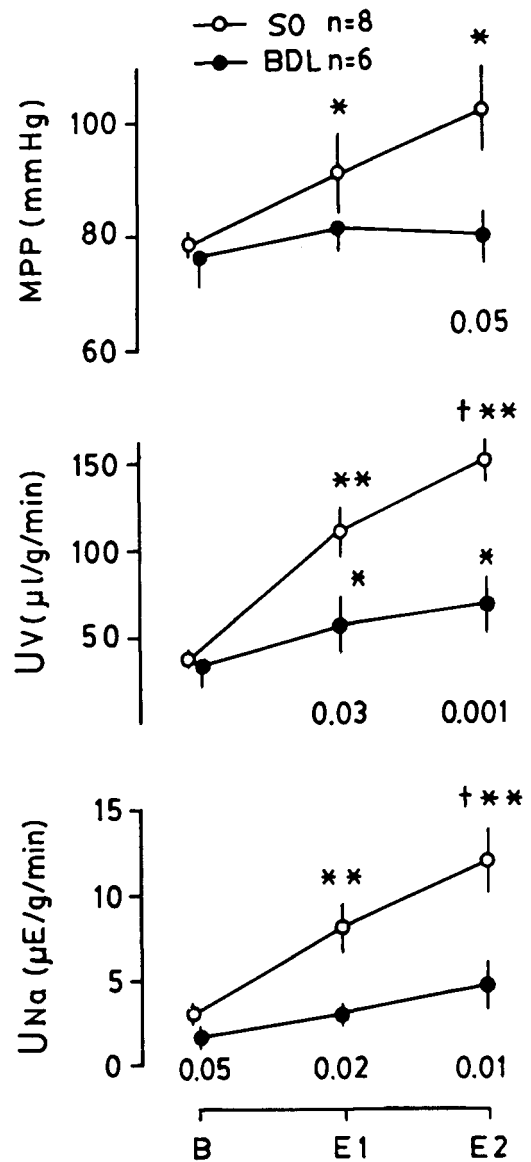 SO n=8
BDL n=6
*
*
MPP (mm Hg)
100
80
60
0.05
† **
**
*
*
UV (μl/g/min)
150
100
50
0.03 0.001
† **
**
UNa (μE/g/min)
15
10
5
0
0.05 0.02 0.01
B E1 E2